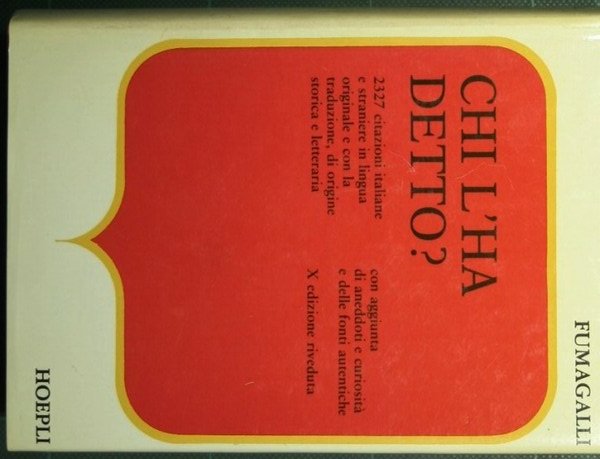 FUMAGALLI
CHI L'HA
DETTO?
2327 citazioni italiane
e straniere in lingua
originale e con la
traduzione, di origine
storica e letteraria
con aggiunta
di aneddoti e curiosità
e delle fonti autentiche
X edizione riveduta
HOEPLI